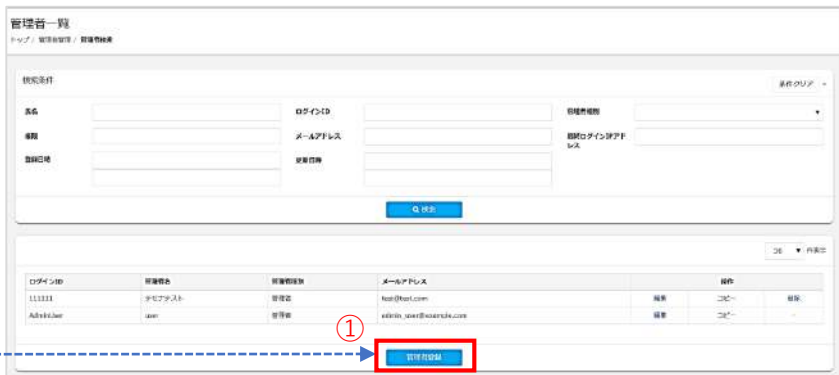 管理者一覧
トップ / 管理者管理 / 管理者検索
検索条件
条件クリア
氏名
ログインID
管理者種別
権限
メールアドレス
最終ログインIPアドレス
登録日時
更新日時
検索
件表示
ログインID 管理者名 管理者種別 メールアドレス 操作
111111 デモテスト 管理者 test@test.com 編集 コピー 削除
AdminUser user 管理者 admin_user@example.com 編集 コピー -
①
管理者登録